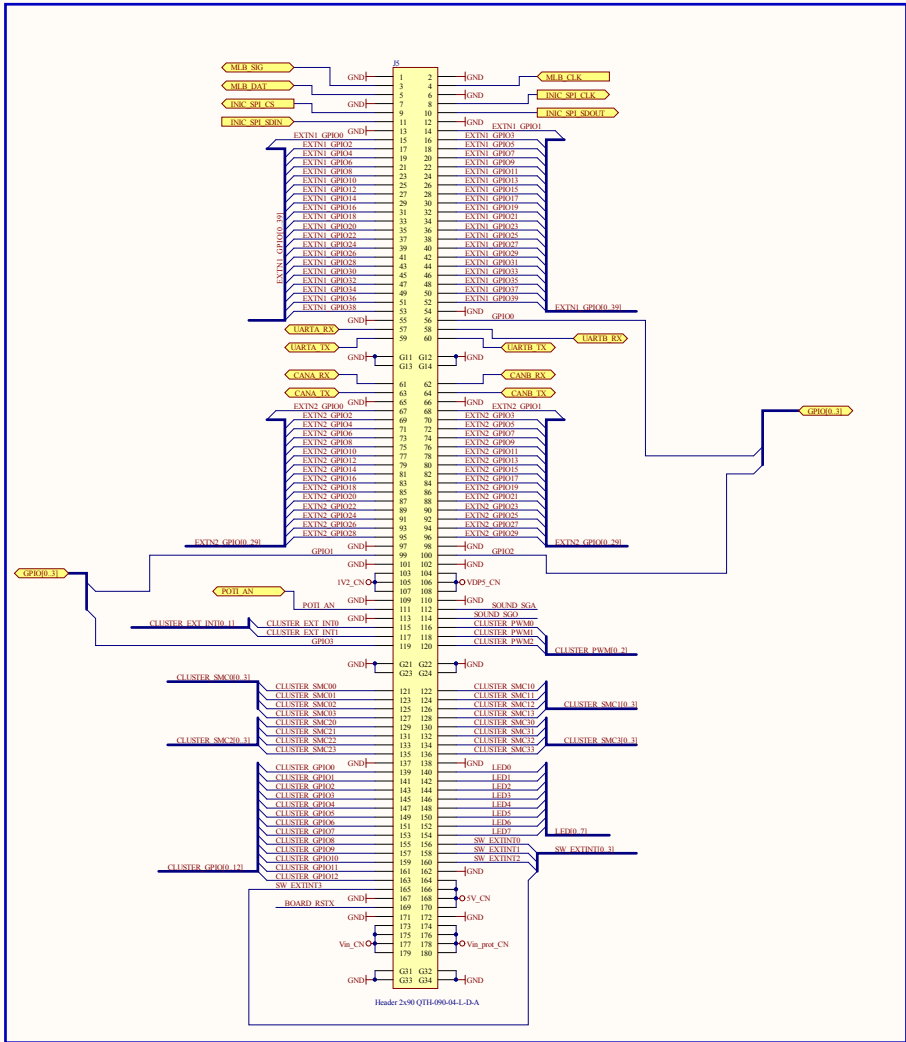 J5
MLB_SIG
GND 1 2 GND MLB_CLK
MLB_DAT 3 4
5 6 GND INIC_SPI_CLK
INIC_SPI_CS GND 7 8
9 10 INIC_SPI_SDOUT
INIC_SPI_SDIN 11 12 GND
GND 13 14 EXTN1_GPIO1
EXTN1_GPIO0 15 16 EXTN1_GPIO3
EXTN1_GPIO2 17 18 EXTN1_GPIO5
EXTN1_GPIO4 19 20 EXTN1_GPIO7
EXTN1_GPIO6 21 22 EXTN1_GPIO9
EXTN1_GPIO8 23 24 EXTN1_GPIO11
EXTN1_GPIO10 25 26 EXTN1_GPIO13
EXTN1_GPIO12 27 28 EXTN1_GPIO15
EXTN1_GPIO14 29 30 EXTN1_GPIO17
EXTN1_GPIO16 31 32 EXTN1_GPIO19
EXTN1_GPIO18 33 34 EXTN1_GPIO21
EXTN1_GPIO20 35 36 EXTN1_GPIO23
EXTN1_GPIO22 37 38 EXTN1_GPIO25
EXTN1_GPIO24 39 40 EXTN1_GPIO27
EXTN1_GPIO26 41 42 EXTN1_GPIO29
EXTN1_GPIO28 43 44 EXTN1_GPIO31
EXTN1_GPIO30 45 46 EXTN1_GPIO33
EXTN1_GPIO32 47 48 EXTN1_GPIO35
EXTN1_GPIO34 49 50 EXTN1_GPIO37
EXTN1_GPIO36 51 52 EXTN1_GPIO39
EXTN1_GPIO[0..39]
EXTN1_GPIO38 53 54 GND EXTN1_GPIO[0..39]
GND 55 56 GPIO0
UARTA_RX 57 58
59 60 UARTB_RX
UARTA_TX UARTB_TX
GND G11 G12 GND
G13 G14
CANA_RX CANB_RX
61 62
CANA_TX 63 64 CANB_TX
GND 65 66 GND
EXTN2_GPIO0 67 68 EXTN2_GPIO1 GPIO[0..3]
EXTN2_GPIO2 69 70 EXTN2_GPIO3
EXTN2_GPIO4 71 72 EXTN2_GPIO5
EXTN2_GPIO6 73 74 EXTN2_GPIO7
EXTN2_GPIO8 75 76 EXTN2_GPIO9
EXTN2_GPIO10 77 78 EXTN2_GPIO11
EXTN2_GPIO12 79 80 EXTN2_GPIO13
EXTN2_GPIO14 81 82 EXTN2_GPIO15
EXTN2_GPIO16 83 84 EXTN2_GPIO17
EXTN2_GPIO18 85 86 EXTN2_GPIO19
EXTN2_GPIO20 87 88 EXTN2_GPIO21
EXTN2_GPIO22 89 90 EXTN2_GPIO23
EXTN2_GPIO24 91 92 EXTN2_GPIO25
EXTN2_GPIO26 93 94 EXTN2_GPIO27
EXTN2_GPIO28 95 96 EXTN2_GPIO29
EXTN2_GPIO[0..29] GND 97 98 GND EXTN2_GPIO[0..29]
GPIO1 99 100 GPIO2
GND 101 102 GND
GPIO[0..3] 103 104
1V2_CN 105 106 VDP5_CN
POTI_AN 107 108
GND 109 110 GND
POTI_AN 111 112 SOUND_SGA
GND 113 114 SOUND_SGO
CLUSTER_EXT_INT[0..1] CLUSTER_EXT_INT0 115 116 CLUSTER_PWM0
CLUSTER_EXT_INT1 117 118 CLUSTER_PWM1
GPIO3 119 120 CLUSTER_PWM2
CLUSTER_PWM[0..2]
GND G21 G22 GND
G23 G24
CLUSTER_SMC0[0..3]
CLUSTER_SMC00 121 122 CLUSTER_SMC10
CLUSTER_SMC01 123 124 CLUSTER_SMC11
CLUSTER_SMC02 125 126 CLUSTER_SMC12 CLUSTER_SMC1[0..3]
CLUSTER_SMC03 127 128 CLUSTER_SMC13
CLUSTER_SMC20 129 130 CLUSTER_SMC30
CLUSTER_SMC21 131 132 CLUSTER_SMC31
CLUSTER_SMC2[0..3] CLUSTER_SMC22 133 134 CLUSTER_SMC32 CLUSTER_SMC3[0..3]
CLUSTER_SMC23 135 136 CLUSTER_SMC33
GND 137 138 GND
CLUSTER_GPIO0 139 140 LED0
CLUSTER_GPIO1 141 142 LED1
CLUSTER_GPIO2 143 144 LED2
CLUSTER_GPIO3 145 146 LED3
CLUSTER_GPIO4 147 148 LED4
CLUSTER_GPIO5 149 150 LED5
CLUSTER_GPIO6 151 152 LED6
CLUSTER_GPIO7 153 154 LED7 LED[0..7]
CLUSTER_GPIO8 155 156 SW_EXTINT0
CLUSTER_GPIO9 157 158 SW_EXTINT1 SW_EXTINT[0..3]
CLUSTER_GPIO10 159 160 SW_EXTINT2
CLUSTER_GPIO[0..12] CLUSTER_GPIO11 161 162 GND
CLUSTER_GPIO12 163 164
SW_EXTINT3 165 166
GND 167 168 5V_CN
BOARD_RSTX 169 170
GND 171 172 GND
173 174
175 176
Vin_CN 177 178 Vin_prot_CN
179 180
G31 G32
GND G33 G34 GND
Header 2x90 QTH-090-04-L-D-A